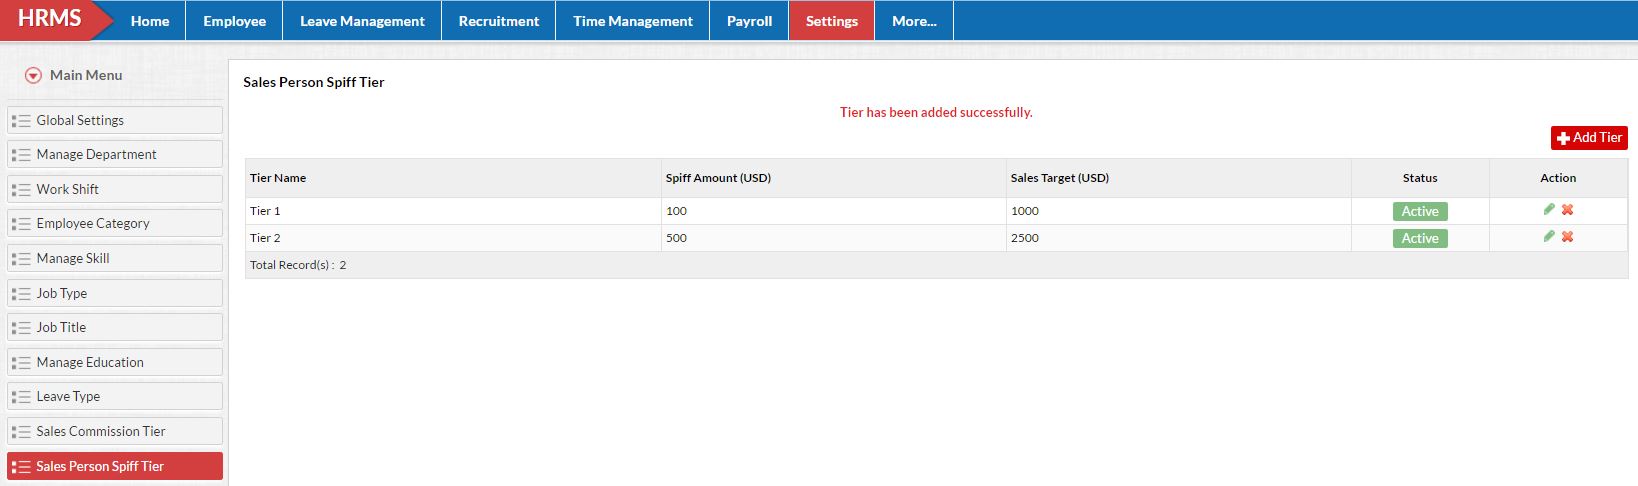 HRMS Home Employee Leave Management Recruitment Time Management Payroll Settings More...
Main Menu
Global Settings
Manage Department
Work Shift
Employee Category
Manage Skill
Job Type
Job Title
Manage Education
Leave Type
Sales Commission Tier
Sales Person Spiff Tier
Sales Person Spiff Tier
Tier has been added successfully.
Add Tier
Tier Name Spiff Amount (USD) Sales Target (USD) Status Action
Tier 1 100 1000 Active
Tier 2 500 2500 Active
Total Record(s) : 2